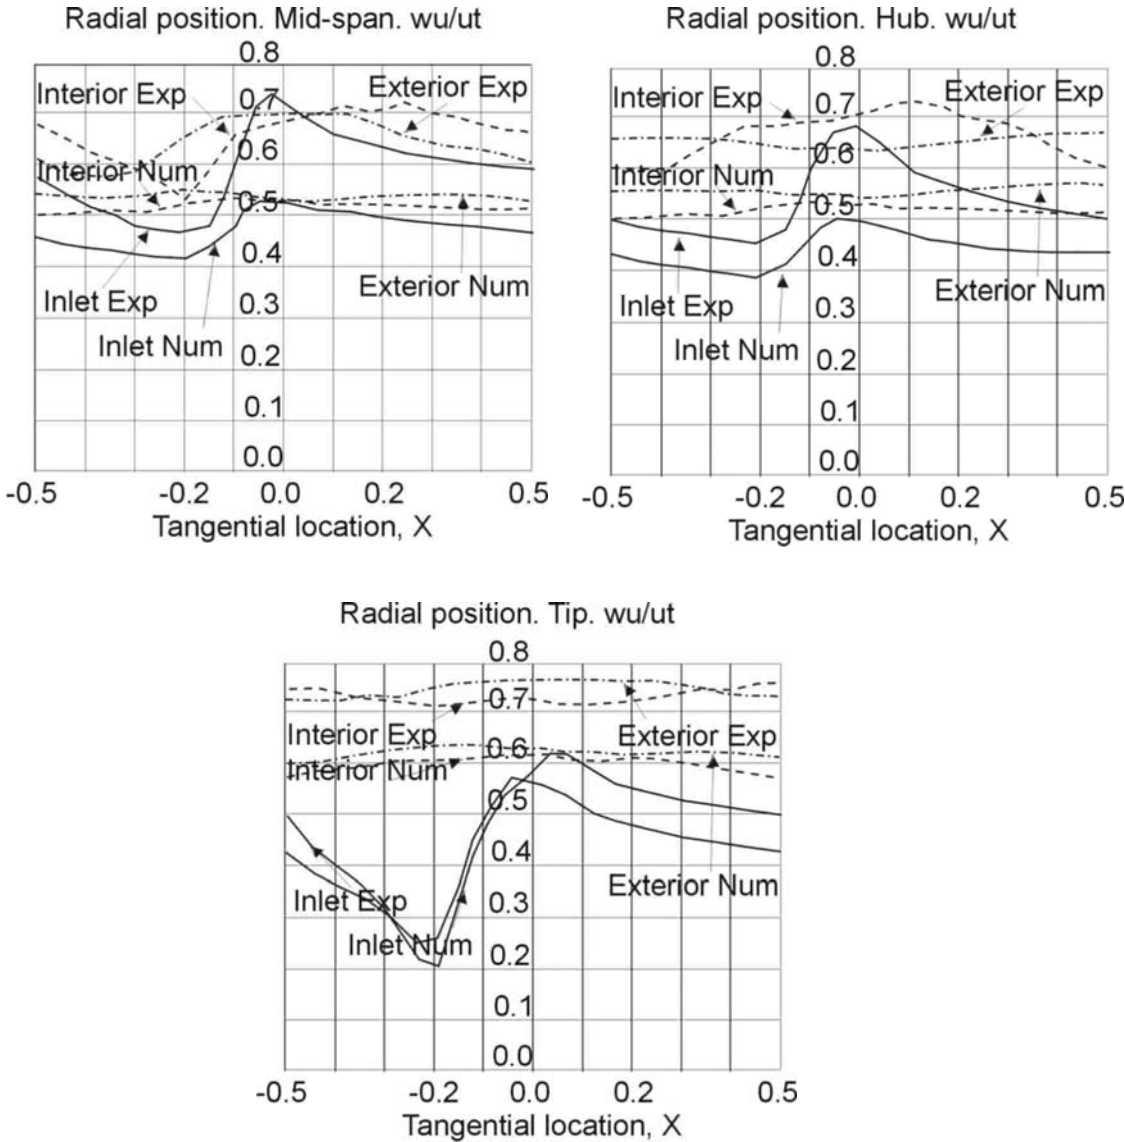 Radial position. Mid-span. wu/ut
0.8
Interior Exp
Exterior Exp
0.7
0.6
Interior Num
0.5
0.4
Inlet Exp
Exterior Num
0.3
Inlet Num
0.2
0.1
0.0
-0.5 -0.2 0.0 0.2 0.5
Tangential location, X
Radial position. Hub. wu/ut
0.8
Interior Exp
Exterior Exp
0.7
0.6
Interior Num
0.5
0.4
Inlet Exp
Exterior Num
0.3
Inlet Num
0.2
0.1
0.0
-0.5 -0.2 0.0 0.2 0.5
Tangential location, X
Radial position. Tip. wu/ut
0.8
0.7
Interior Exp
Exterior Exp
0.6
Interior Num
0.5
0.4
Exterior Num
Inlet Exp
0.3
Inlet Num
0.2
0.1
0.0
-0.5 -0.2 0.0 0.2 0.5
Tangential location, X